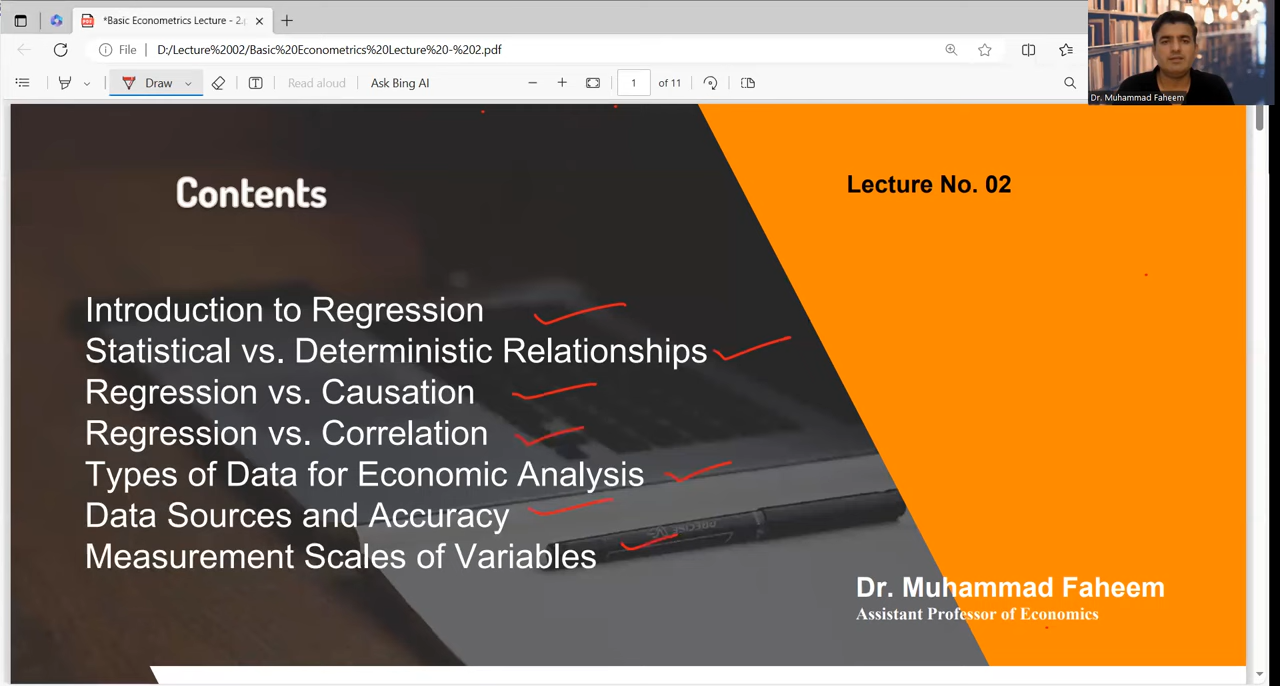 *Basic Econometrics Lecture - 2.p
File D:/Lecture%2002/Basic%20Econometrics%20Lecture%20-%202.pdf
Draw Read aloud Ask Bing AI 1 of 11
Dr. Muhammad Faheem
Contents
Lecture No. 02
Introduction to Regression
Statistical vs. Deterministic Relationships
Regression vs. Causation
Regression vs. Correlation
Types of Data for Economic Analysis
Data Sources and Accuracy
PRECISE
Measurement Scales of Variables
Dr. Muhammad Faheem
Assistant Professor of Economics